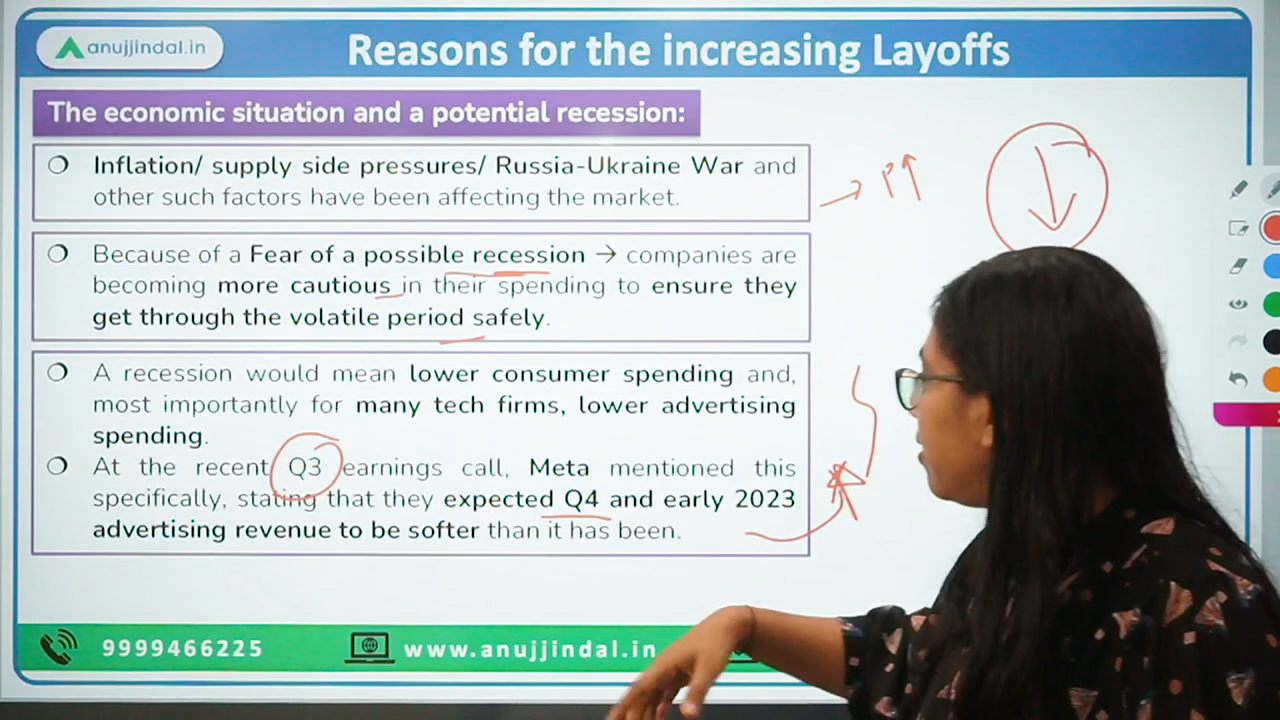 anujjindal.in
Reasons for the increasing Layoffs
The economic situation and a potential recession:
Inflation/ supply side pressures/ Russia-Ukraine War and
other such factors have been affecting the market.
→ P↑
Because of a Fear of a possible recession → companies are
becoming more cautious in their spending to ensure they
get through the volatile period safely.
A recession would mean lower consumer spending and,
most importantly for many tech firms, lower advertising
spending.
At the recent Q3 earnings call, Meta mentioned this
specifically, stating that they expected Q4 and early 2023
advertising revenue to be softer than it has been.
9999466225
www.anujjindal.in